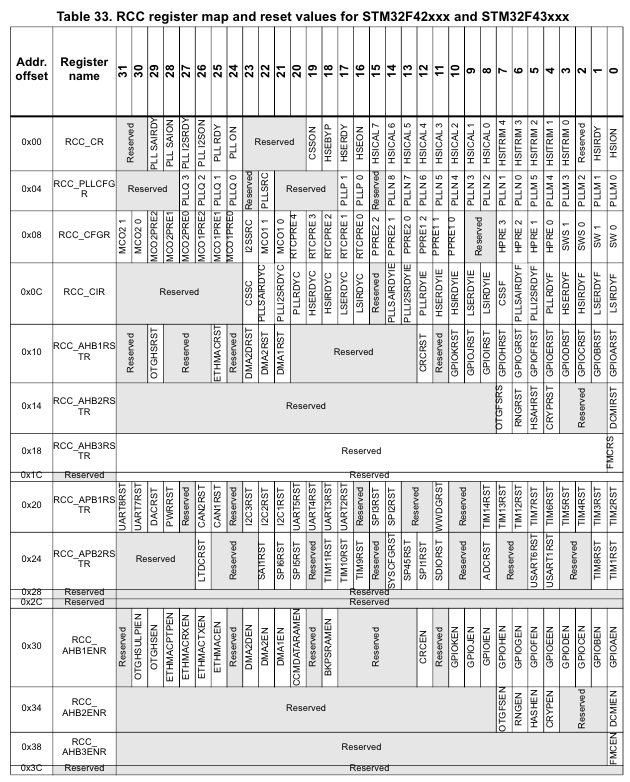 Table 33. RCC register map and reset values for STM32F42xxx and STM32F43xxx
Addr. offset Register name 31 30 29 28 27 26 25 24 23 22 21 20 19 18 17 16 15 14 13 12 11 10 9 8 7 6 5 4 3 2 1 0
0x00 RCC_CR Reserved PLL SAIRDY PLL SAION PLL I2SRDY PLL I2SON PLL RDY PLL ON Reserved CSSON HSEBYP HSERDY HSEON HSICAL 7 HSICAL 6 HSICAL 5 HSICAL 4 HSICAL 3 HSICAL 2 HSICAL 1 HSICAL 0 HSITRIM 4 HSITRIM 3 HSITRIM 2 HSITRIM 1 HSITRIM 0 Reserved HSIRDY HSION
0x04 RCC_PLLCFGR Reserved PLLQ 3 PLLQ 2 PLLQ 1 PLLQ 0 Reserved PLLSRC Reserved PLLP 1 PLLP 0 Reserved PLLN 8 PLLN 7 PLLN 6 PLLN 5 PLLN 4 PLLN 3 PLLN 2 PLLN 1 PLLN 0 PLLM 5 PLLM 4 PLLM 3 PLLM 2 PLLM 1 PLLM 0
0x08 RCC_CFGR MCO2 1 MCO2 0 MCO2PRE2 MCO2PRE1 MCO2PRE0 MCO1PRE2 MCO1PRE1 MCO1PRE0 I2SSRC MCO1 1 MCO1 0 RTCPRE 4 RTCPRE 3 RTCPRE 2 RTCPRE 1 RTCPRE 0 PPRE2 2 PPRE2 1 PPRE2 0 PPRE1 2 PPRE1 1 PPRE1 0 Reserved HPRE 3 HPRE 2 HPRE 1 HPRE 0 SWS 1 SWS 0 SW 1 SW 0
0x0C RCC_CIR Reserved CSSC PLLSAIRDYC PLLI2SRDYC PLLRDYC HSERDYC HSIRDYC LSERDYC LSIRDYC Reserved PLLSAIRDYIE PLLI2SRDYIE PLLRDYIE HSERDYIE HSIRDYIE LSERDYIE LSIRDYIE CSSF PLLSAIRDYF PLLI2SRDYF PLLRDYF HSERDYF HSIRDYF LSERDYF LSIRDYF
0x10 RCC_AHB1RSTR Reserved OTGHSRST Reserved ETHMACRST Reserved DMA2DRST DMA2RST DMA1RST Reserved CRCRST Reserved GPIOKRST GPIOJRST GPIOIRST GPIOHRST GPIOGRST GPIOFRST GPIOERST GPIODRST GPIOCRST GPIOBRST GPIOARST
0x14 RCC_AHB2RSTR Reserved OTGFSRS RNGRST HSAHRST CRYPRST Reserved DCMIRST
0x18 RCC_AHB3RSTR Reserved FMCRS
0x1C Reserved Reserved
0x20 RCC_APB1RSTR UART8RST UART7RST DACRST PWRRST Reserved CAN2RST CAN1RST Reserved I2C3RST I2C2RST I2C1RST UART5RST UART4RST UART3RST UART2RST Reserved SPI3RST SPI2RST Reserved WWDGRST Reserved TIM14RST TIM13RST TIM12RST TIM7RST TIM6RST TIM5RST TIM4RST TIM3RST TIM2RST
0x24 RCC_APB2RSTR Reserved LTDCRST Reserved SAI1RST SPI6RST SPI5RST Reserved TIM11RST TIM10RST TIM9RST Reserved SYSCFGRST SP45RST SPI1RST SDIORST Reserved ADCRST Reserved USART6RST USART1RST Reserved TIM8RST TIM1RST
0x28 Reserved Reserved
0x2C Reserved Reserved
0x30 RCC_AHB1ENR Reserved OTGHSULPIEN OTGHSEN ETHMACPTPEN ETHMACRXEN ETHMACTXEN ETHMACEN Reserved DMA2DEN DMA2EN DMA1EN CCMDATARAMEN Reserved BKPSRAMEN Reserved CRCEN Reserved GPIOKEN GPIOJEN GPIOIEN GPIOHEN GPIOGEN GPIOFEN GPIOEEN GPIODEN GPIOCEN GPIOBEN GPIOAEN
0x34 RCC_AHB2ENR Reserved OTGFSEN RNGEN HASHEN CRYPEN Reserved DCMIEN
0x38 RCC_AHB3ENR Reserved FMCEN
0x3C Reserved Reserved